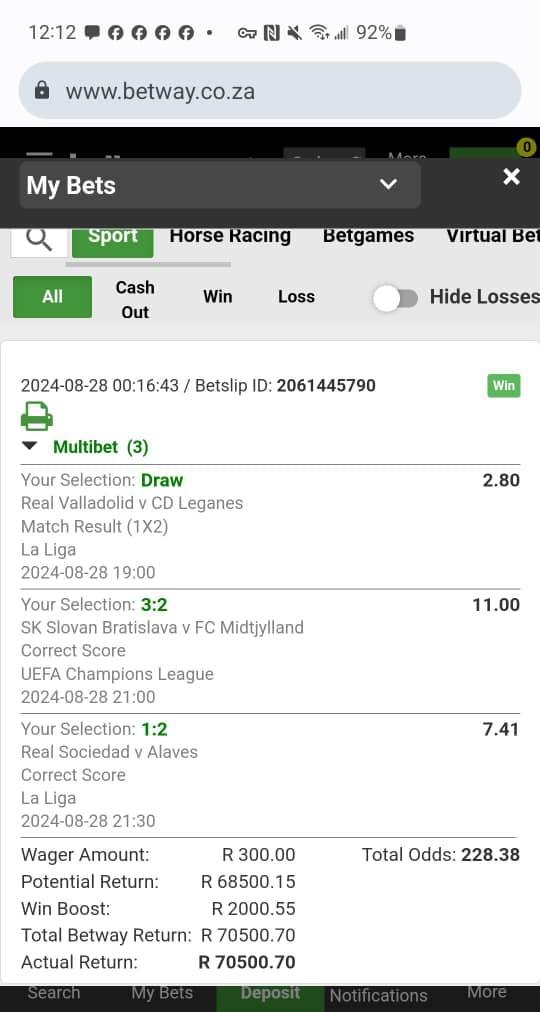 12:12 92%
www.betway.co.za
0
My Bets
Sport Horse Racing Betgames Virtual Bet
All Cash Out Win Loss Hide Losses
2024-08-28 00:16:43 / Betslip ID: 2061445790 Win
Multibet (3)
Your Selection: Draw 2.80
Real Valladolid v CD Leganes
Match Result (1X2)
La Liga
2024-08-28 19:00
Your Selection: 3:2 11.00
SK Slovan Bratislava v FC Midtjylland
Correct Score
UEFA Champions League
2024-08-28 21:00
Your Selection: 1:2 7.41
Real Sociedad v Alaves
Correct Score
La Liga
2024-08-28 21:30
Wager Amount: R 300.00 Total Odds: 228.38
Potential Return: R 68500.15
Win Boost: R 2000.55
Total Betway Return: R 70500.70
Actual Return: R 70500.70
Search My Bets Deposit Notifications More